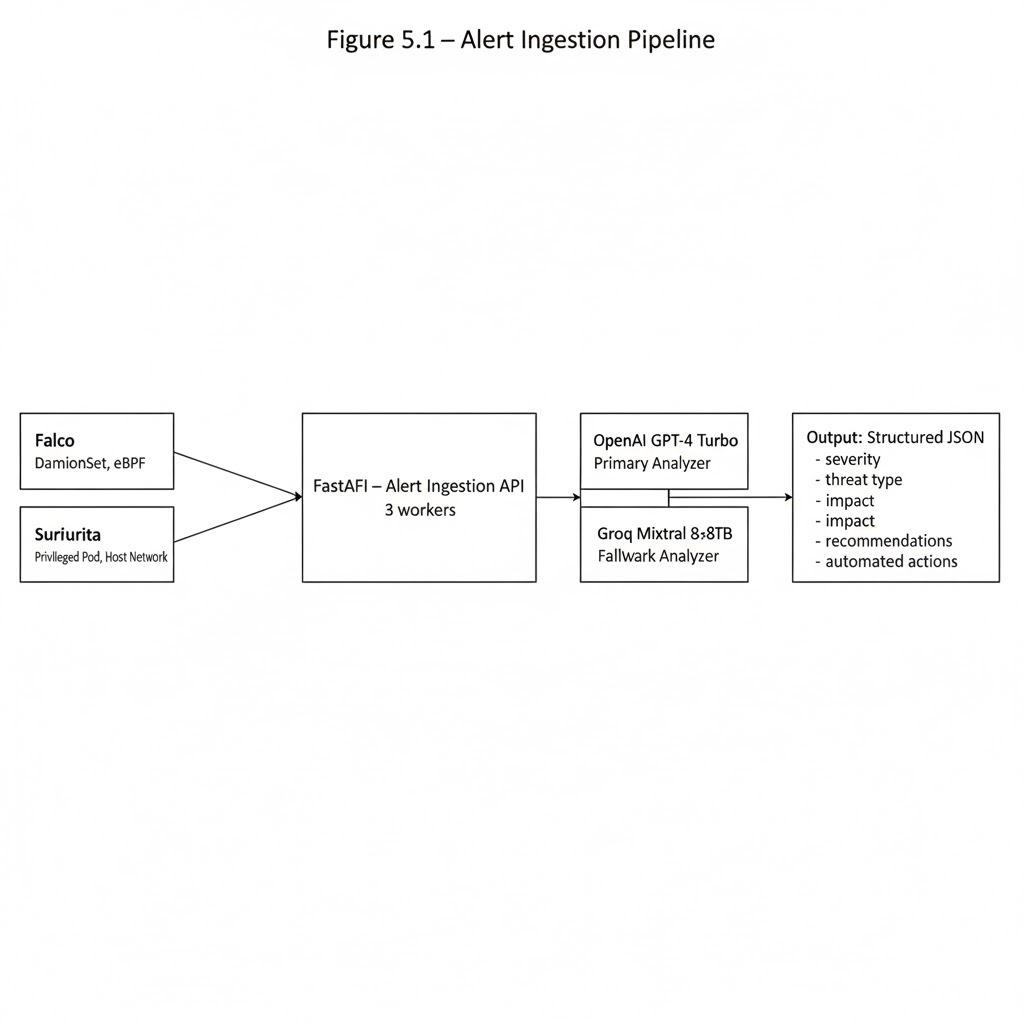 Figure 5.1 – Alert Ingestion Pipeline
Falco
DamionSet, eBPF
Suriurita
Privlleged Pod, Host Network
FastAFI – Alert Ingestion API
3 workers
OpenAI GPT-4 Turbo
Primary Analyzer
Groq Mixtral
Fallwark Analyzer
Output: Structured JSON
- severity
- threat type
- impact
- impact
- recommendations
- automated actions